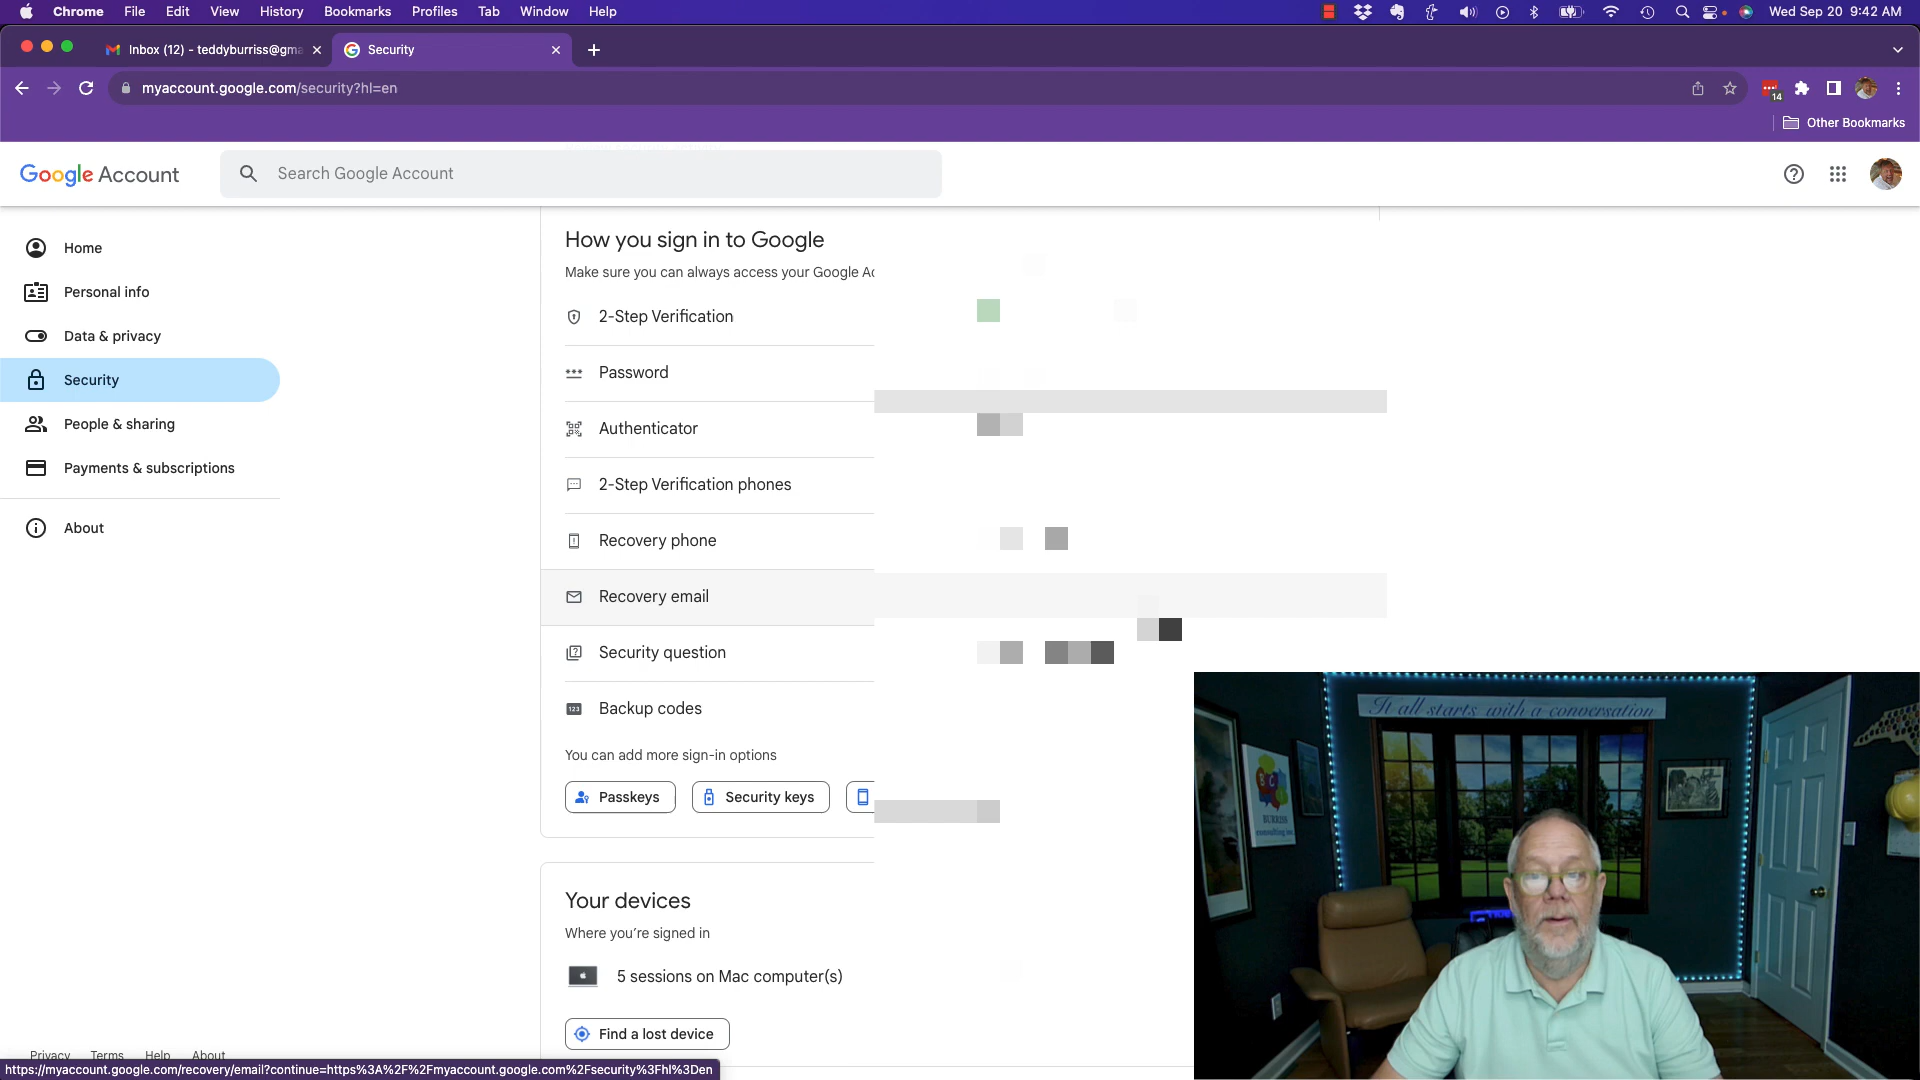 Chrome File Edit View History Bookmarks Profiles Tab Window Help Wed Sep 20 9:42 AM
Inbox (12) - teddyburriss@gma Security
myaccount.google.com/security?hl=en 14
Other Bookmarks
Google Account Search Google Account
Home
Personal info
Data & privacy
Security
People & sharing
Payments & subscriptions
About
How you sign in to Google
Make sure you can always access your Google Ac
2-Step Verification
Password
Authenticator
2-Step Verification phones
Recovery phone
Recovery email
Security question
123 Backup codes
You can add more sign-in options
Passkeys Security keys
Your devices
Where you're signed in
5 sessions on Mac computer(s)
Find a lost device
Privacy Terms Help About
https://myaccount.google.com/recovery/email?continue=https%3A%2F%2Fmyaccount.google.com%2Fsecurity%3Fhl%3Den
It all starts with a conversation
BURRISS
consulting, inc.